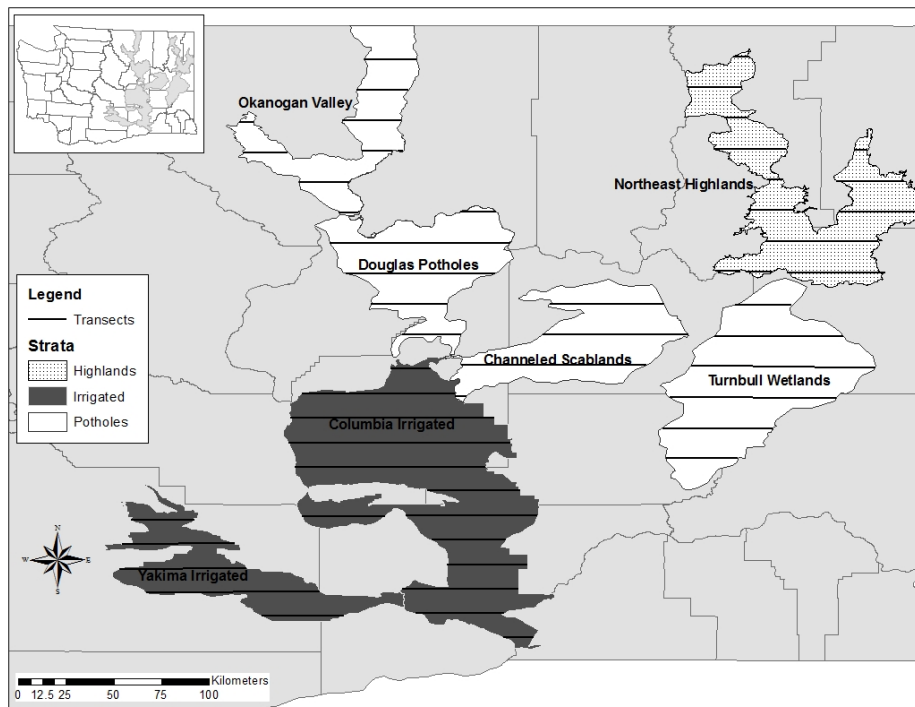 Okanogan Valley
Northeast Highlands
Douglas Potholes
Legend
Transects
Strata
Highlands
Irrigated
Potholes
Channeled Scablands
Turnbull Wetlands
Columbia Irrigated
N
W E
S
Yakima Irrigated
Kilometers
0 12.5 25 50 75 100